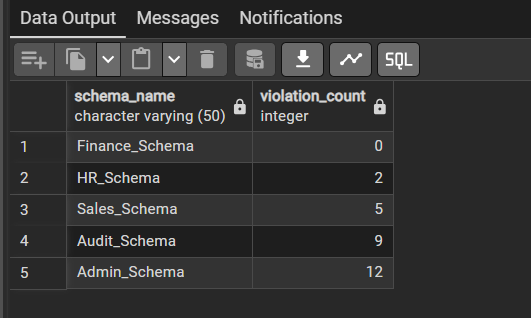 Data Output Messages Notifications
SQL
schema_name violation_count
character varying (50) integer
1 Finance_Schema 0
2 HR_Schema 2
3 Sales_Schema 5
4 Audit_Schema 9
5 Admin_Schema 12